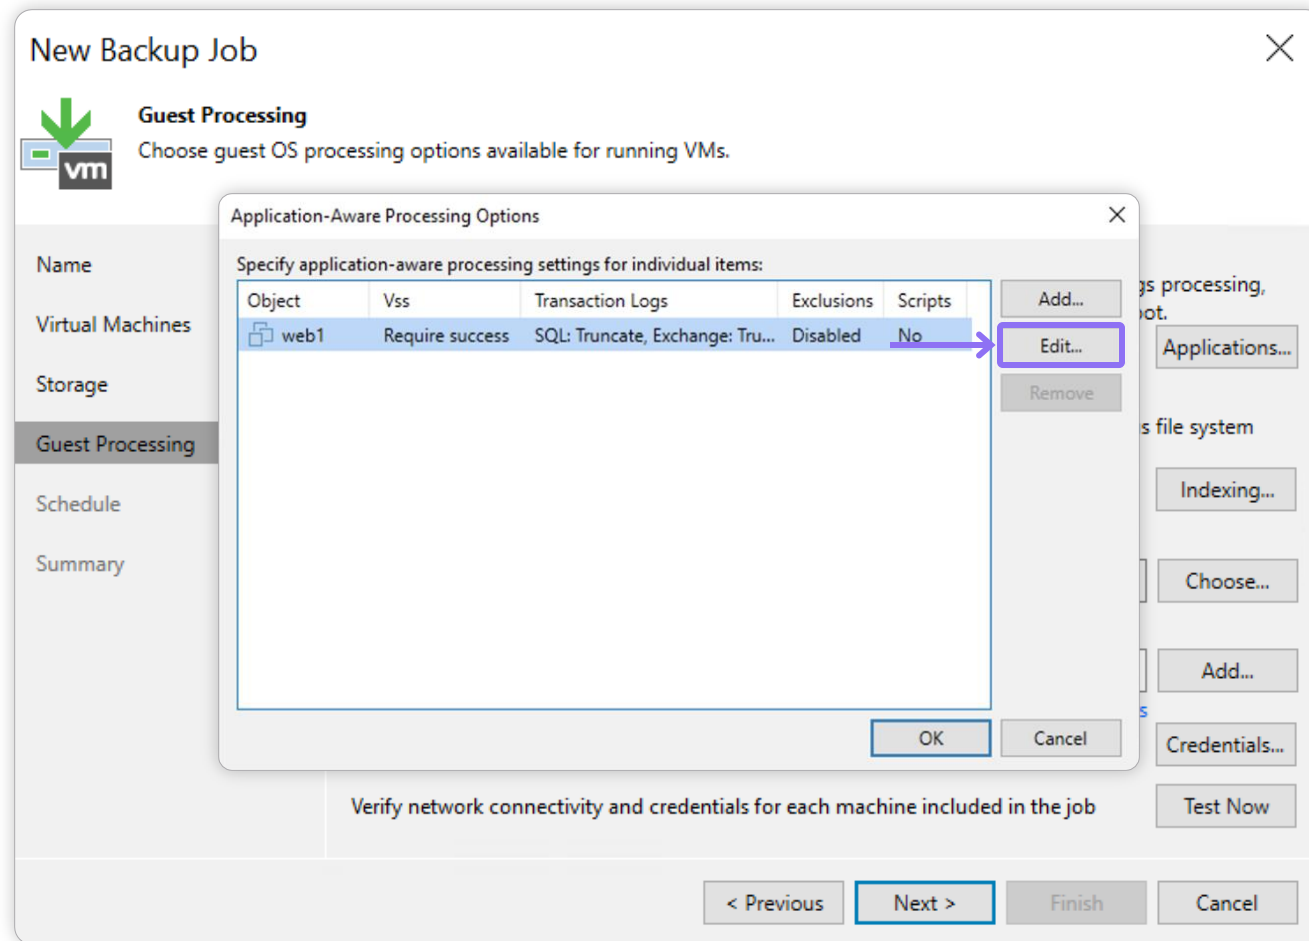 New Backup Job
vm
Guest Processing
Choose guest OS processing options available for running VMs.
Application-Aware Processing Options
Name
Virtual Machines
Storage
Guest Processing
Schedule
Summary
Specify application-aware processing settings for individual items:
Object Vss Transaction Logs Exclusions Scripts
web1 Require success SQL: Truncate, Exchange: Tru... Disabled No
Add...
Edit...
Remove
OK Cancel
gs processing,
oot.
Applications...
s file system
Indexing...
Choose...
Add...
s
Credentials...
Verify network connectivity and credentials for each machine included in the job
Test Now
< Previous Next > Finish Cancel